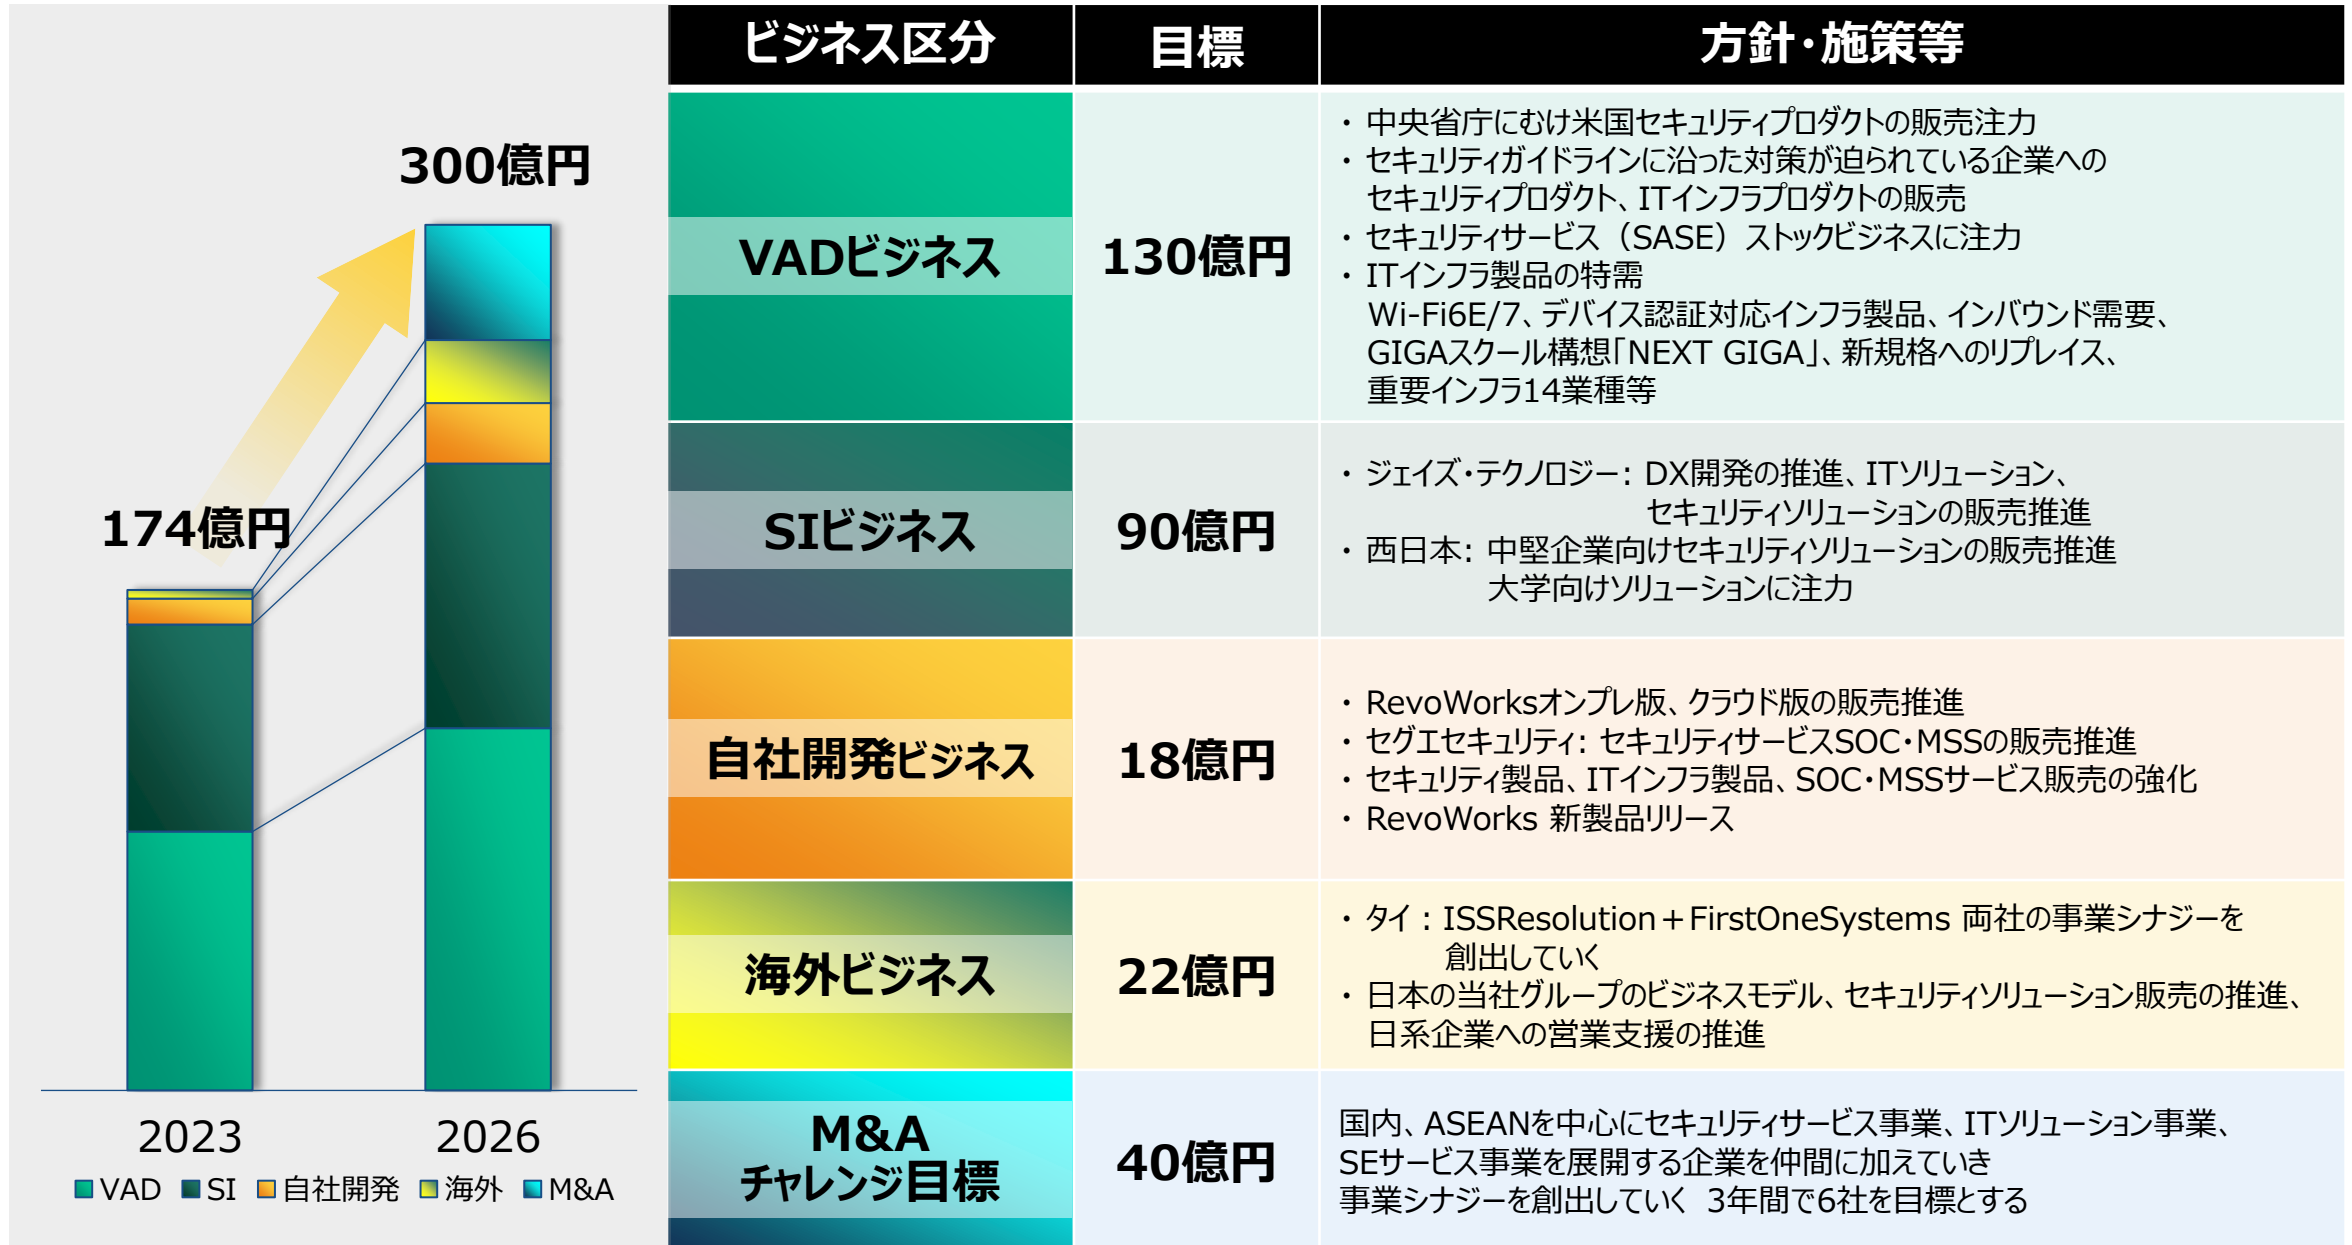 300億円
174億円
2023
2026
VAD
SI
自社開発
海外
M&A
ビジネス区分
目標
方針・施策等
VADビジネス
130億円
・ 中央省庁にむけ米国セキュリティプロダクトの販売注力
・ セキュリティガイドラインに沿った対策が迫られている企業への
セキュリティプロダクト、ITインフラプロダクトの販売
・ セキュリティサービス（SASE）ストックビジネスに注力
・ ITインフラ製品の特需
Wi-Fi6E/7、デバイス認証対応インフラ製品、インバウンド需要、
GIGAスクール構想「NEXT GIGA」、新規格へのリプレイス、
重要インフラ14業種等
SIビジネス
90億円
・ ジェイズ・テクノロジー： DX開発の推進、ITソリューション、
セキュリティソリューションの販売推進
・ 西日本： 中堅企業向けセキュリティソリューションの販売推進
大学向けソリューションに注力
自社開発ビジネス
18億円
・ RevoWorksオンプレ版、クラウド版の販売推進
・ セグエセキュリティ： セキュリティサービスSOC・MSSの販売推進
・ セキュリティ製品、ITインフラ製品、SOC・MSSサービス販売の強化
・ RevoWorks 新製品リリース
海外ビジネス
22億円
・ タイ：ISSResolution＋FirstOneSystems 両社の事業シナジーを
創出していく
・ 日本の当社グループのビジネスモデル、セキュリティソリューション販売の推進、
日系企業への営業支援の推進
M&A
チャレンジ目標
40億円
国内、ASEANを中心にセキュリティサービス事業、ITソリューション事業、
SEサービス事業を展開する企業を仲間に加えていき
事業シナジーを創出していく 3年間で6社を目標とする